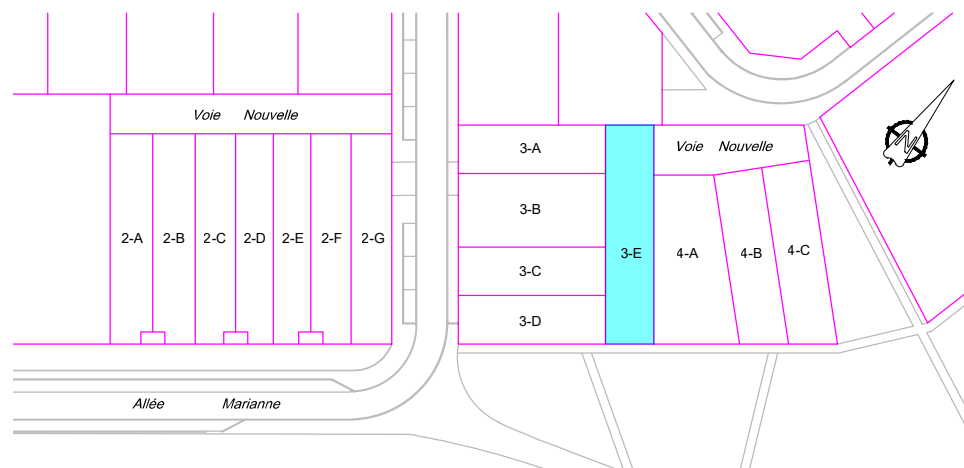 Voie Nouvelle
3-A
Voie Nouvelle
N
3-B
2-A
2-B
2-C
2-D
2-E
2-F
2-G
3-E
4-A
4-B
4-C
3-C
3-D
Allée Marianne